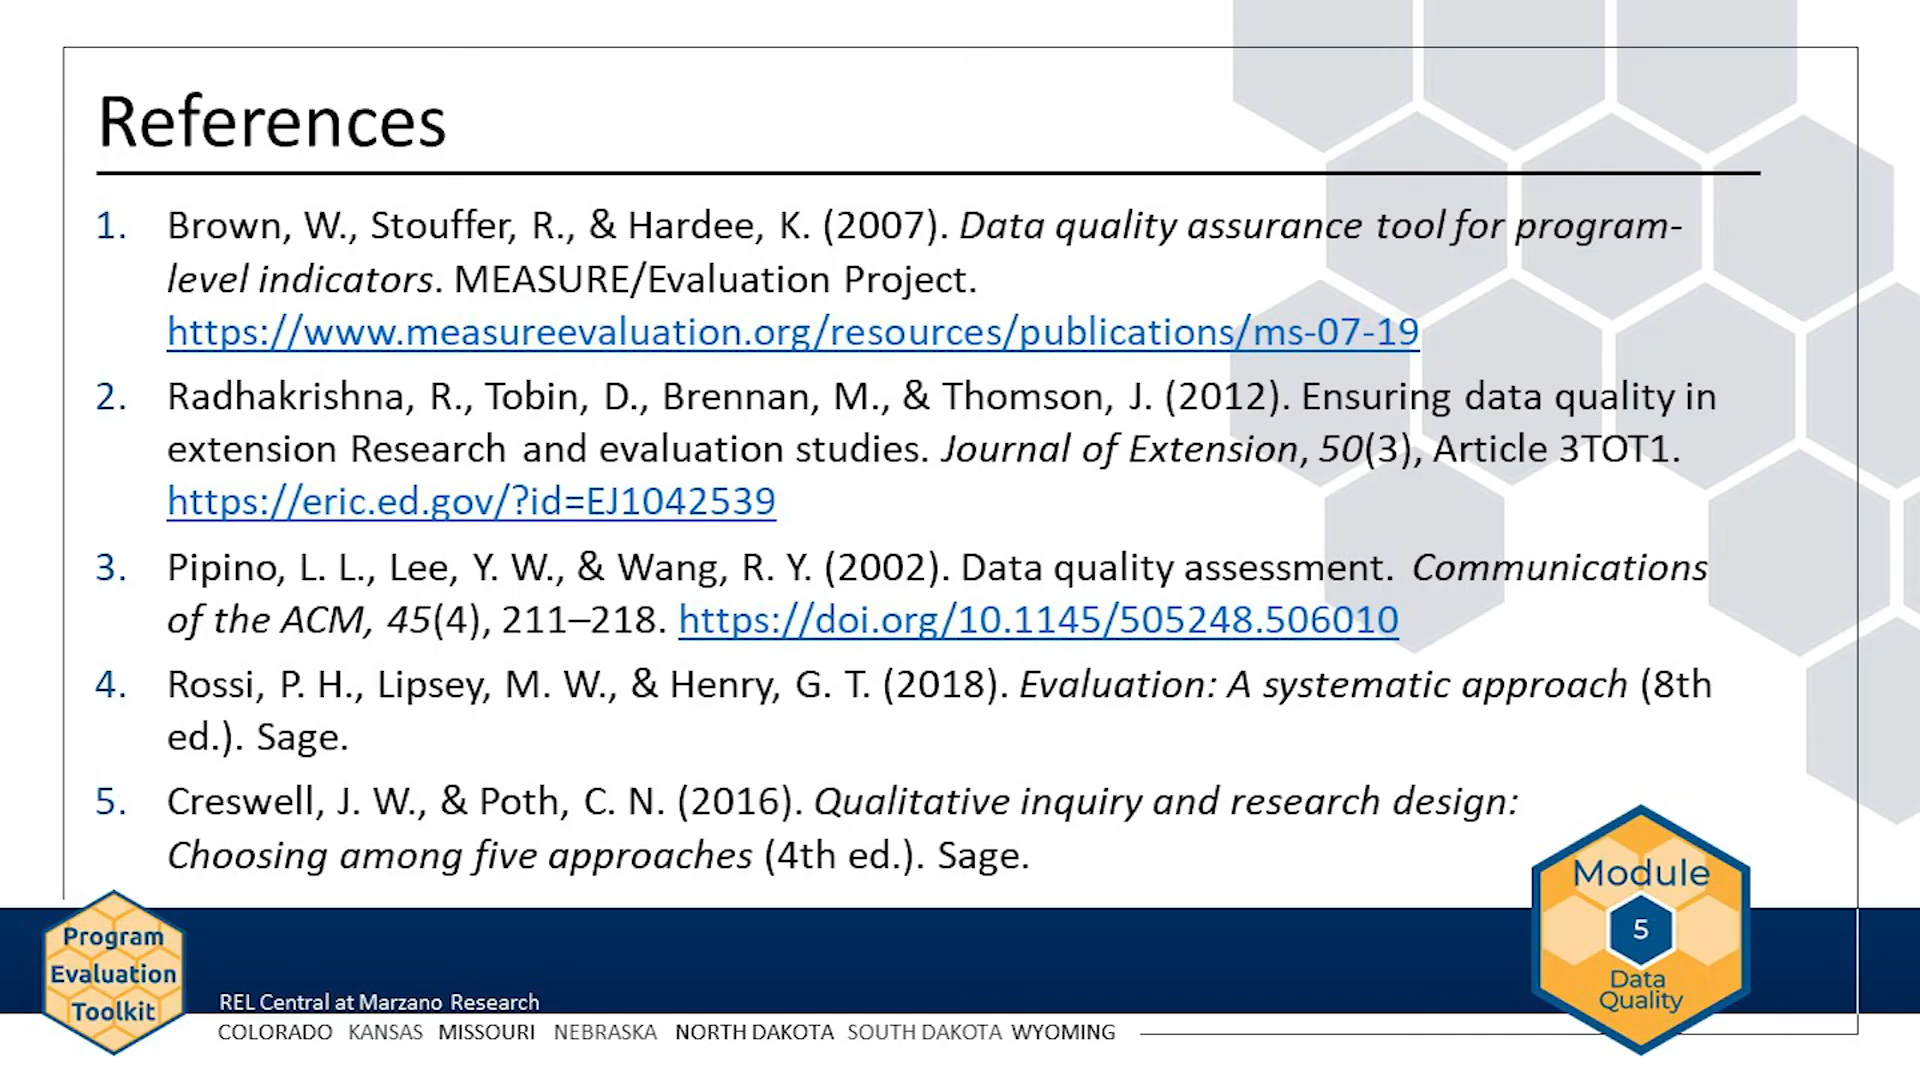 References
1. Brown, W., Stouffer, R., & Hardee, K. (2007). Data quality assurance tool for program-
level indicators. MEASURE/Evaluation Project.
https://www.measureevaluation.org/resources/publications/ms-07-19
2. Radhakrishna, R., Tobin, D., Brennan, M., & Thomson, J. (2012). Ensuring data quality in
extension Research and evaluation studies. Journal of Extension, 50(3), Article 3TOT1.
https://eric.ed.gov/?id=EJ1042539
3. Pipino, L. L., Lee, Y. W., & Wang, R. Y. (2002). Data quality assessment. Communications
of the ACM, 45(4), 211–218. https://doi.org/10.1145/505248.506010
4. Rossi, P. H., Lipsey, M. W., & Henry, G. T. (2018). Evaluation: A systematic approach (8th
ed.). Sage.
5. Creswell, J. W., & Poth, C. N. (2016). Qualitative inquiry and research design:
Choosing among five approaches (4th ed.). Sage.
Program
Evaluation
Toolkit
REL Central at Marzano Research
COLORADO KANSAS MISSOURI NEBRASKA NORTH DAKOTA SOUTH DAKOTA WYOMING
Module
5
Data
Quality